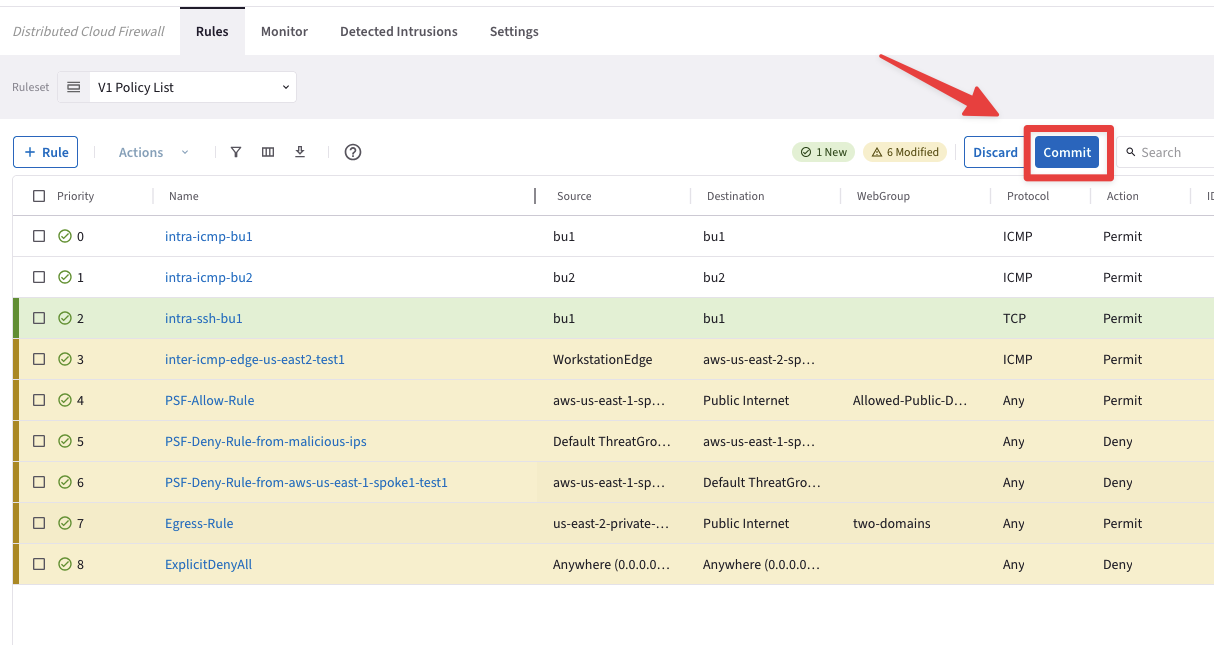 Distributed Cloud Firewall Rules Monitor Detected Intrusions Settings
Ruleset V1 Policy List
+ Rule Actions ? 1 New 6 Modified Discard Commit Search
Priority Name Source Destination WebGroup Protocol Action
0 intra-icmp-bu1 bu1 bu1 ICMP Permit
1 intra-icmp-bu2 bu2 bu2 ICMP Permit
2 intra-ssh-bu1 bu1 bu1 TCP Permit
3 inter-icmp-edge-us-east2-test1 WorkstationEdge aws-us-east-2-sp... ICMP Permit
4 PSF-Allow-Rule aws-us-east-1-sp... Public Internet Allowed-Public-D... Any Permit
5 PSF-Deny-Rule-from-malicious-ips Default ThreatGro... aws-us-east-1-sp... Any Deny
6 PSF-Deny-Rule-from-aws-us-east-1-spoke1-test1 aws-us-east-1-sp... Default ThreatGro... Any Deny
7 Egress-Rule us-east-2-private-... Public Internet two-domains Any Permit
8 ExplicitDenyAll Anywhere (0.0.0.0... Anywhere (0.0.0.0... Any Deny